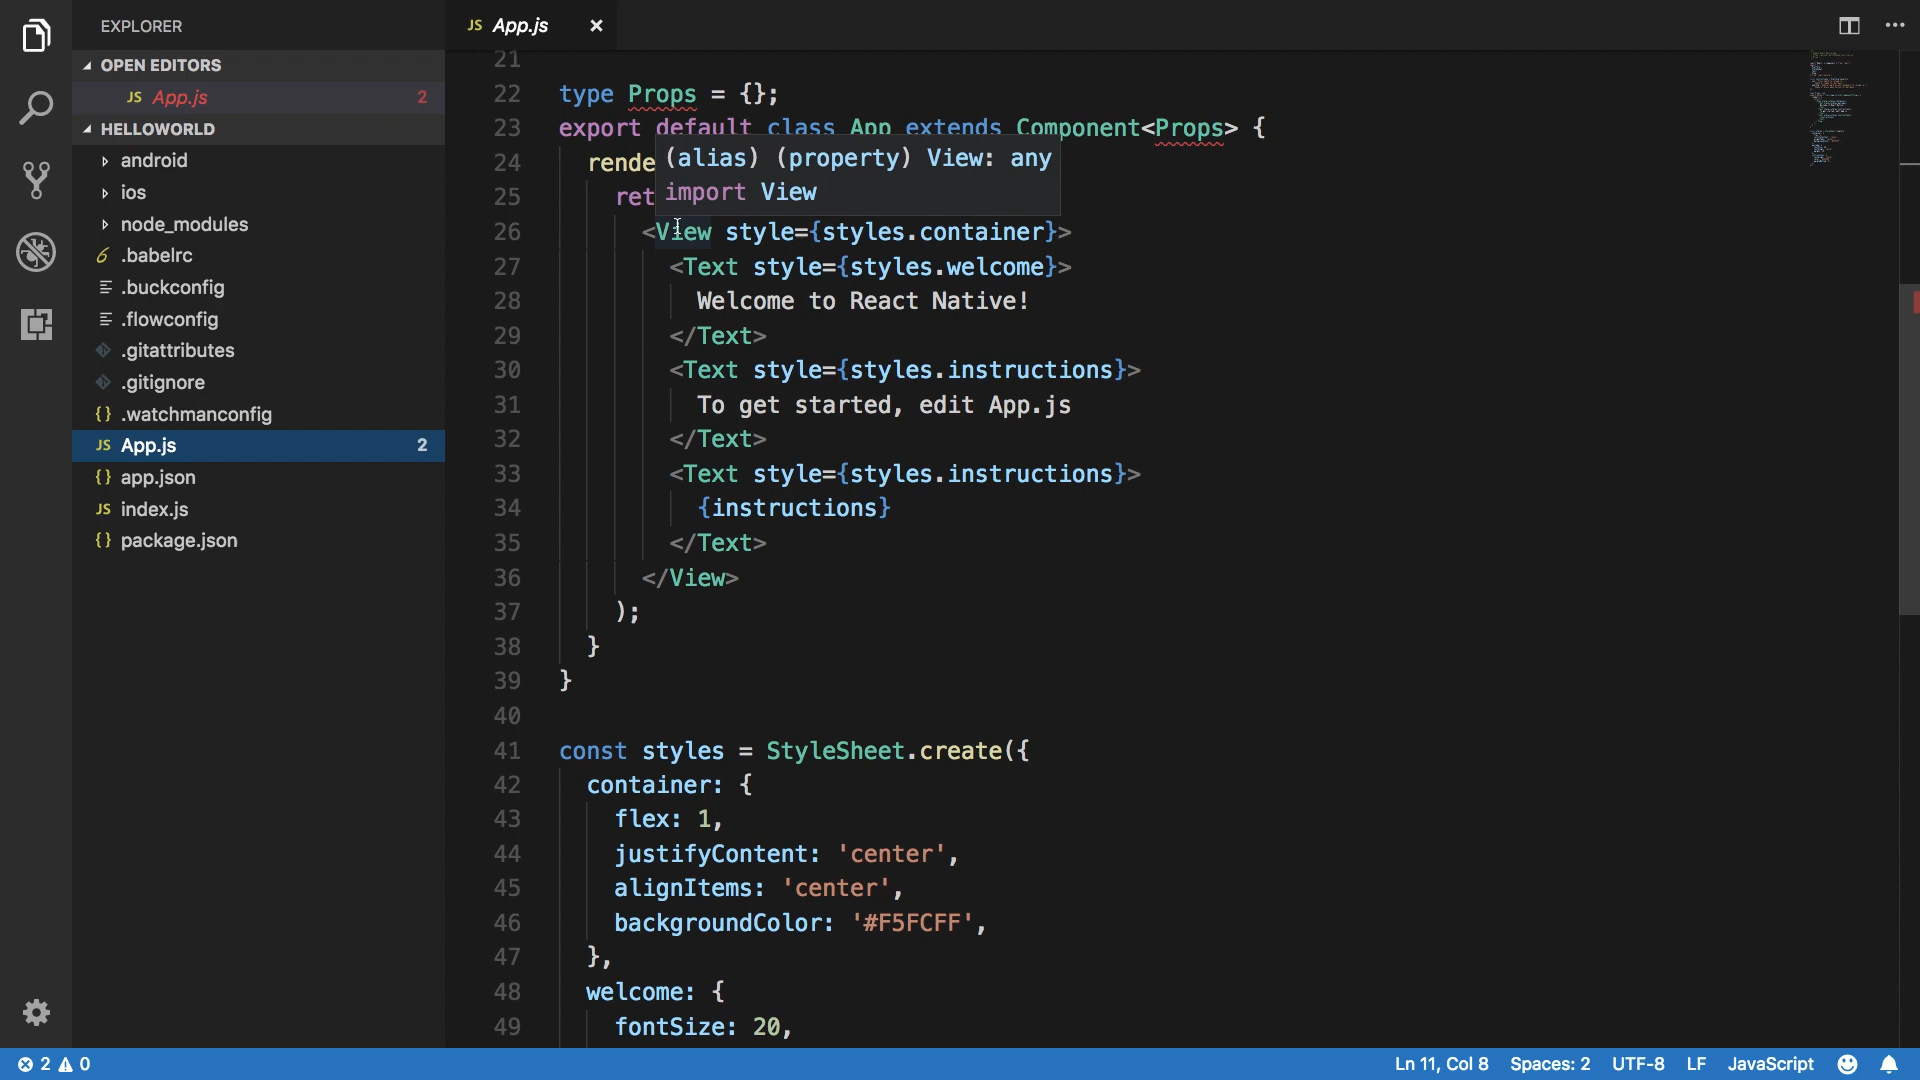 EXPLORER
OPEN EDITORS
JS App.js 2
HELLOWORLD
android
ios
node_modules
.babelrc
.buckconfig
.flowconfig
.gitattributes
.gitignore
{} .watchmanconfig
JS App.js 2
{} app.json
JS index.js
{} package.json
JS App.js
21
22 type Props = {};
23 export default class App extends Component<Props> {
24 rende
(alias) (property) View: any
25 ret
import View
26 <View style={styles.container}>
27 <Text style={styles.welcome}>
28 Welcome to React Native!
29 </Text>
30 <Text style={styles.instructions}>
31 To get started, edit App.js
32 </Text>
33 <Text style={styles.instructions}>
34 {instructions}
35 </Text>
36 </View>
37 );
38 }
39 }
40
41 const styles = StyleSheet.create({
42 container: {
43 flex: 1,
44 justifyContent: 'center',
45 alignItems: 'center',
46 backgroundColor: '#F5FCFF',
47 },
48 welcome: {
49 fontSize: 20,
2 0 Ln 11, Col 8 Spaces: 2 UTF-8 LF JavaScript